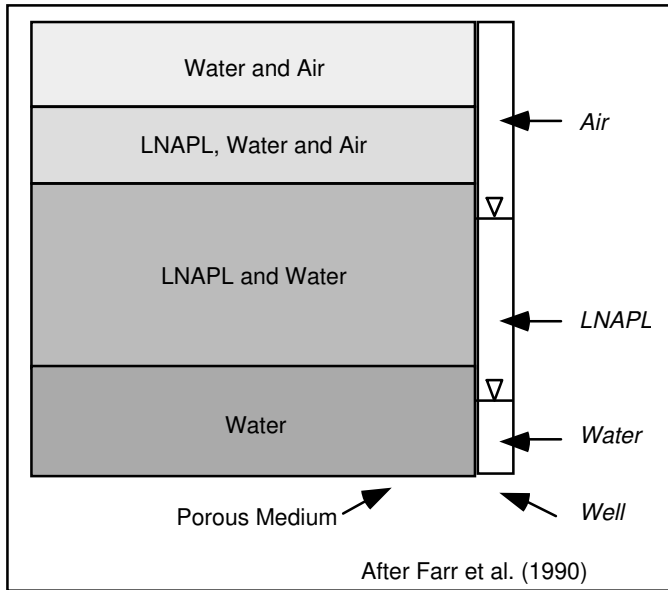 Water and Air
Air
LNAPL, Water and Air
LNAPL and Water
LNAPL
Water
Water
Porous Medium
Well
After Farr et al. (1990)